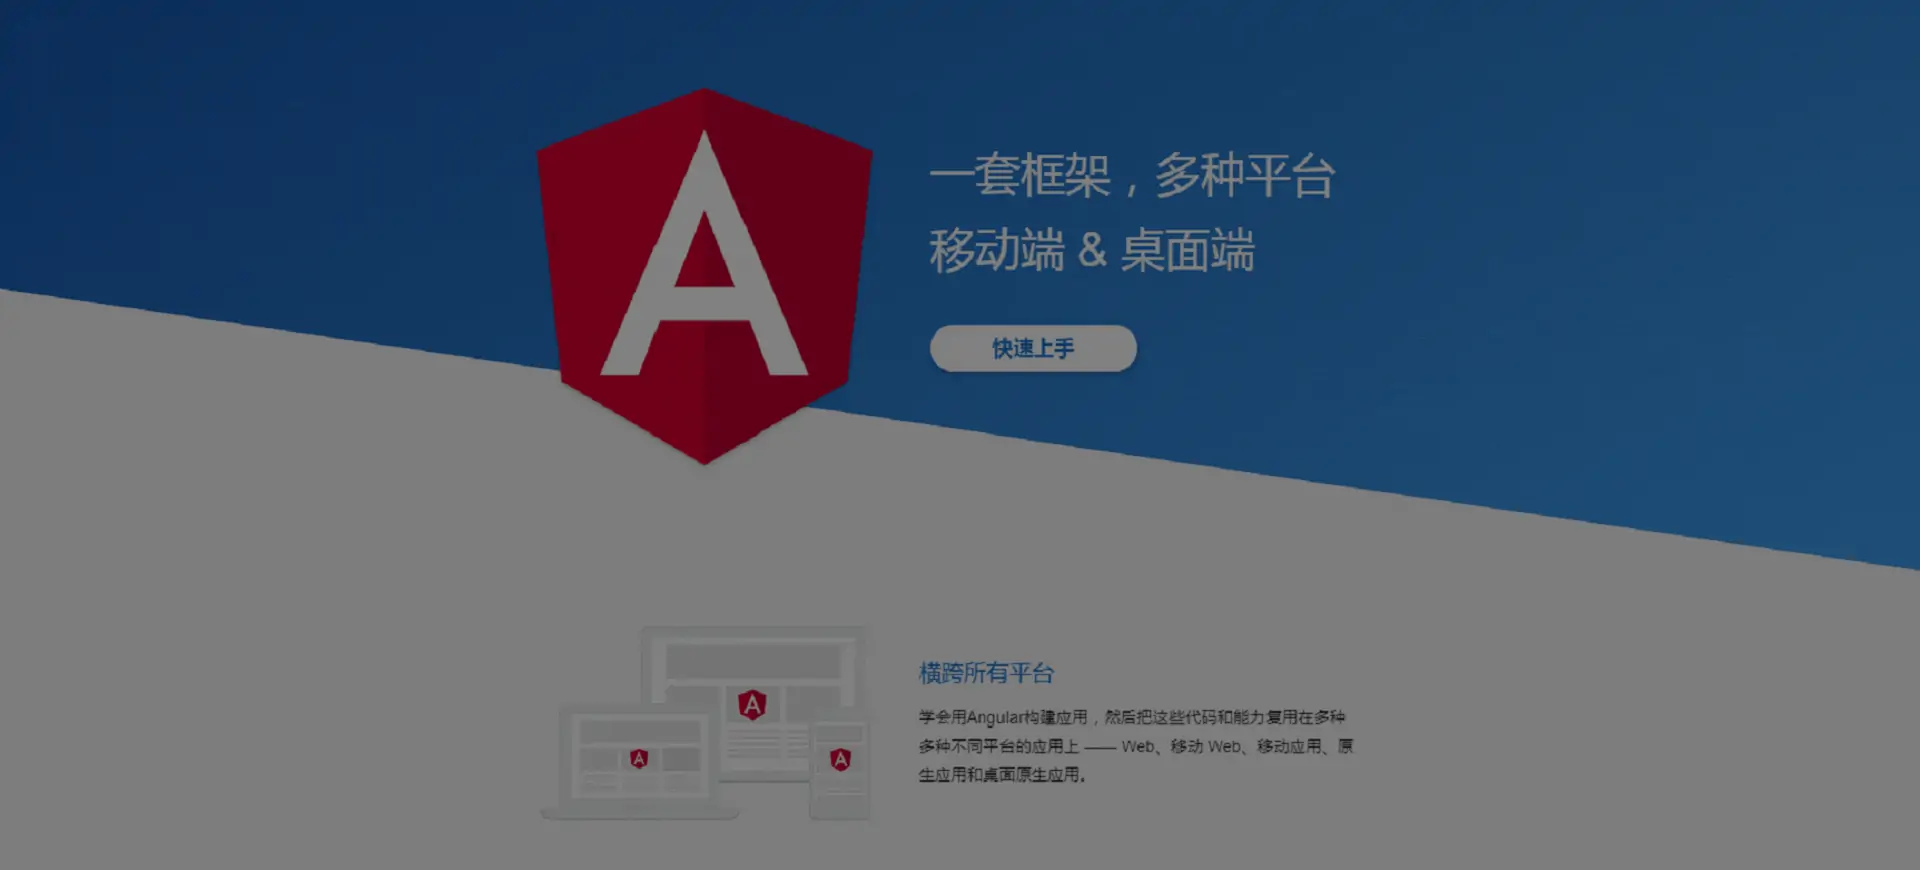 A
一套框架，多种平台
移动端 & 桌面端
快速上手
横跨所有平台
学会用Angular构建应用，然后把这些代码和能力复用在多种
多种不同平台的应用上 —— Web、移动 Web、移动应用、原
生应用和桌面原生应用。
A
A
A